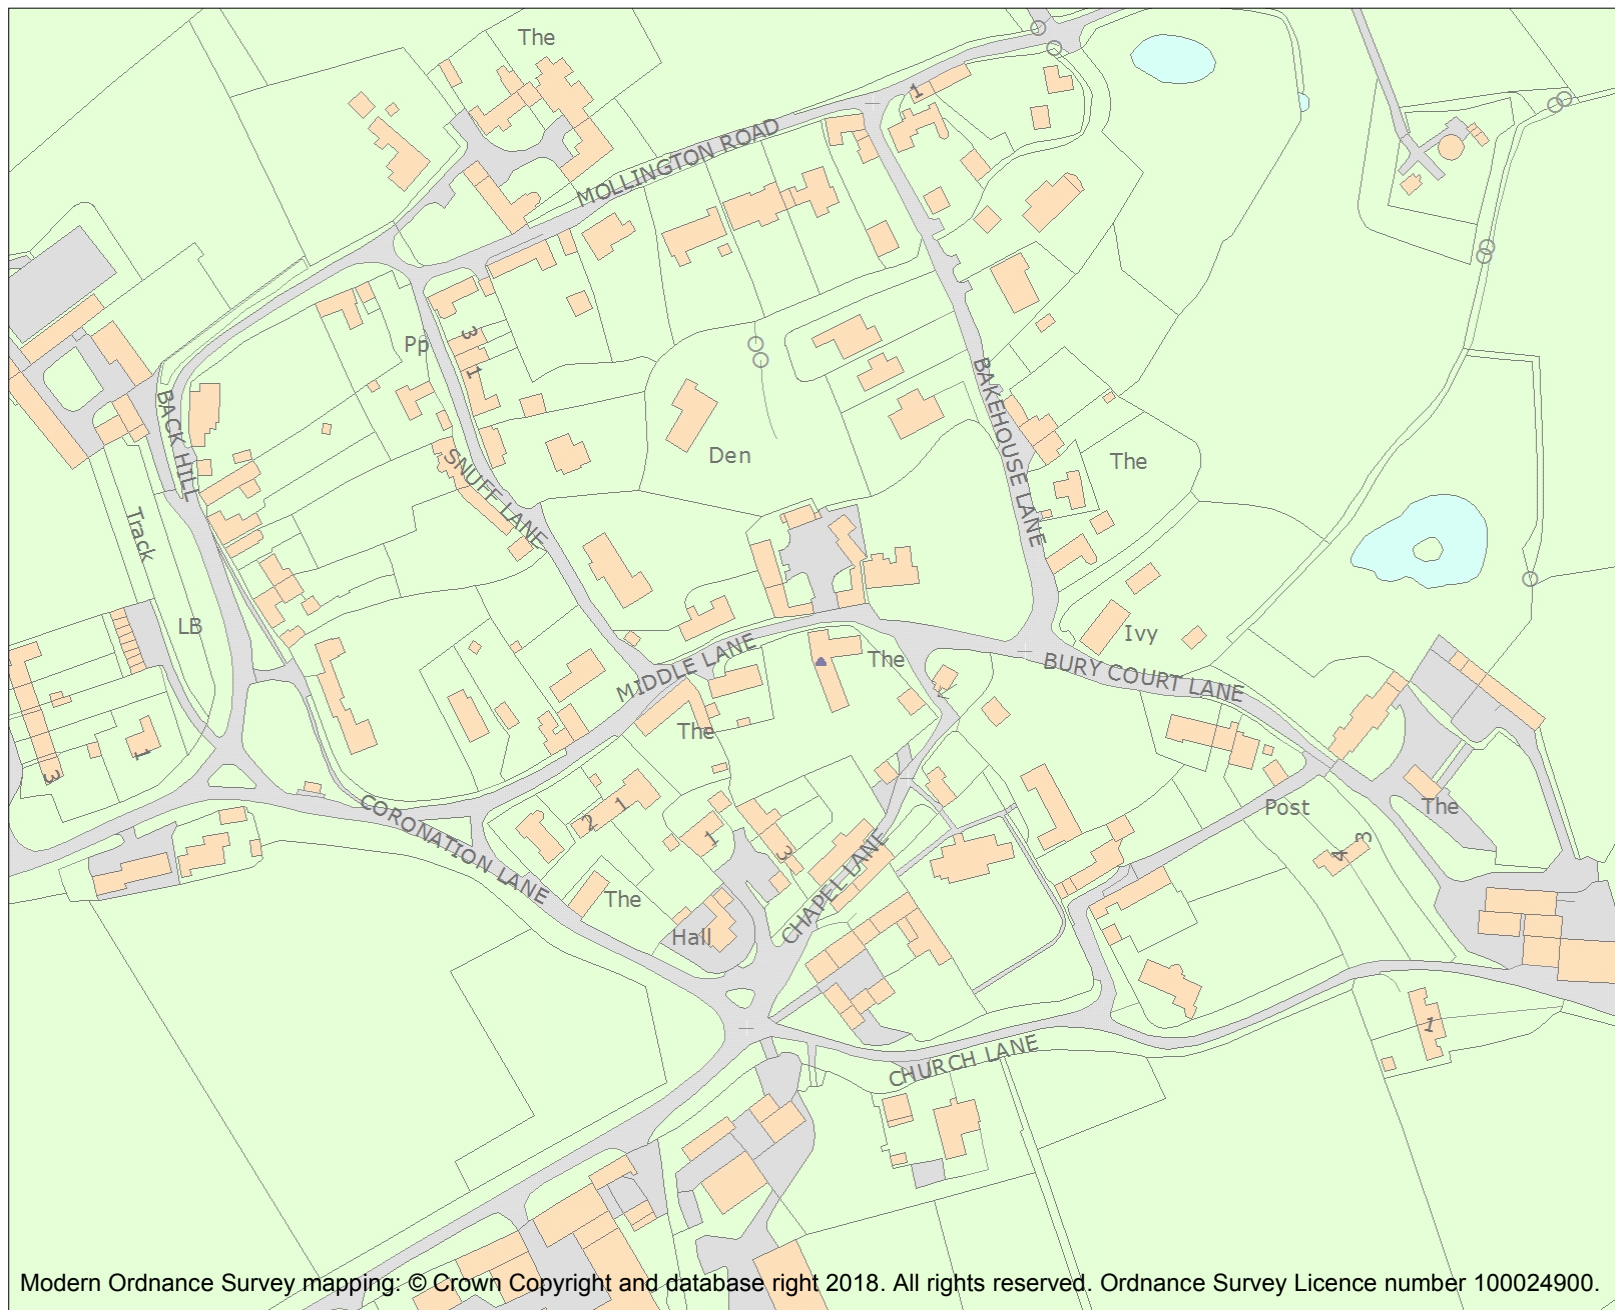 The
1
MOLLINGTON ROAD
Pp
3
1
BACK HILL
BAKEHOUSE LANE
Den
The
SNUFF LANE
Track
LB
Ivy
The
MIDDLE LANE
BURY COURT LANE
The
1
3
CORONATION LANE
2
1
1
3
Post
The
4
3
CHAPEL LANE
The
Hall
1
CHURCH LANE
Modern Ordnance Survey mapping: © Crown Copyright and database right 2018. All rights reserved. Ordnance Survey Licence number 100024900.